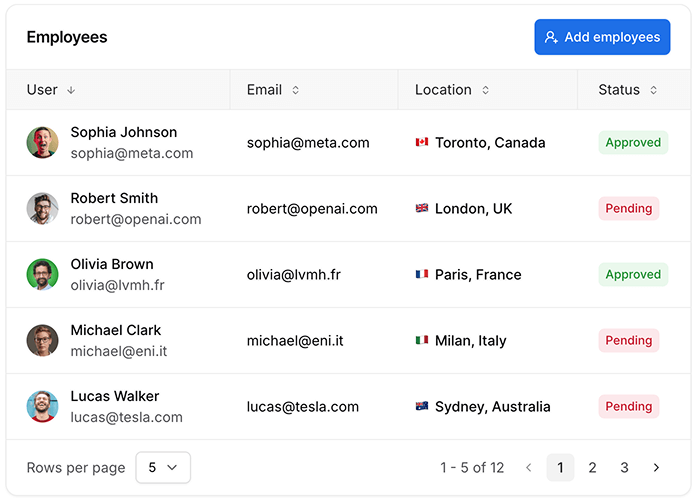 Employees
Add employees
User Email Location Status
Sophia Johnson
sophia@meta.com sophia@meta.com Toronto, Canada Approved
Robert Smith
robert@openai.com robert@openai.com London, UK Pending
Olivia Brown
olivia@lvmh.fr olivia@lvmh.fr Paris, France Approved
Michael Clark
michael@eni.it michael@eni.it Milan, Italy Pending
Lucas Walker
lucas@tesla.com lucas@tesla.com Sydney, Australia Pending
Rows per page 5 1 - 5 of 12 1 2 3